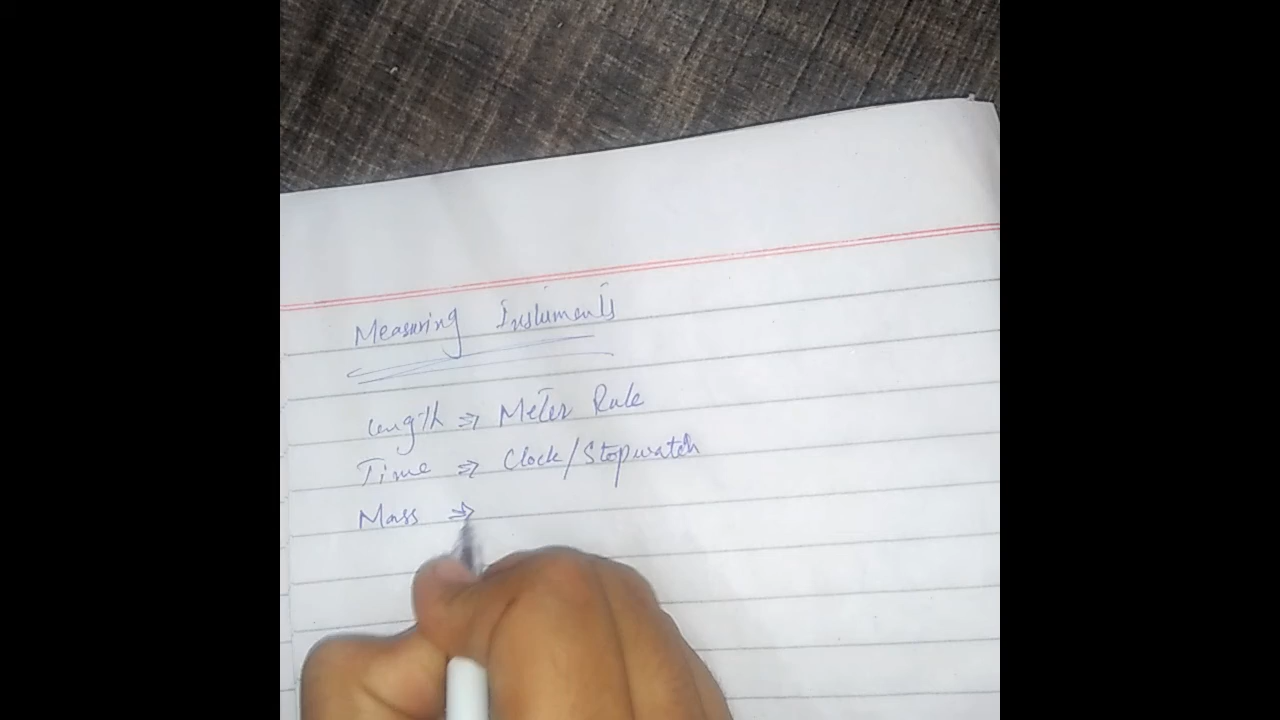 Measuring Instruments
Length ⇒ Meter Rule
Time ⇒ Clock/Stopwatch
Mass ⇒